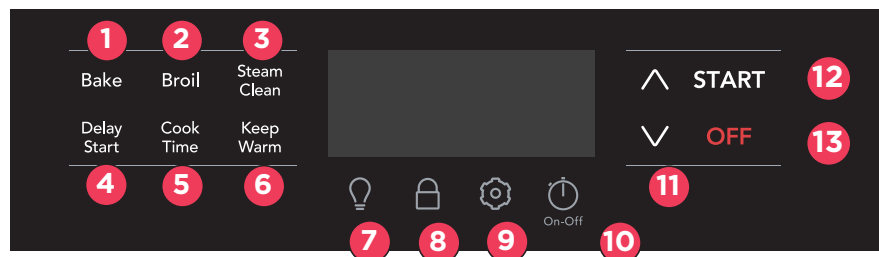 1 2 3
Bake Broil Steam Clean
Delay Start Cook Time Keep Warm
4 5 6
START 12
OFF 13
11
On-Off
7 8 9 10